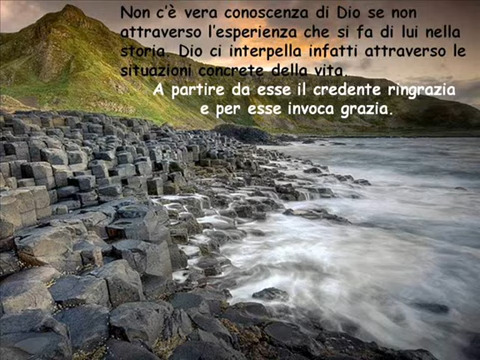 Non c'è vera conoscenza di Dio se non
attraverso l'esperienza che si fa di lui nella
storia. Dio ci interpella infatti attraverso le
situazioni concrete della vita.
A partire da esse il credente ringrazia
e per esse invoca grazia.